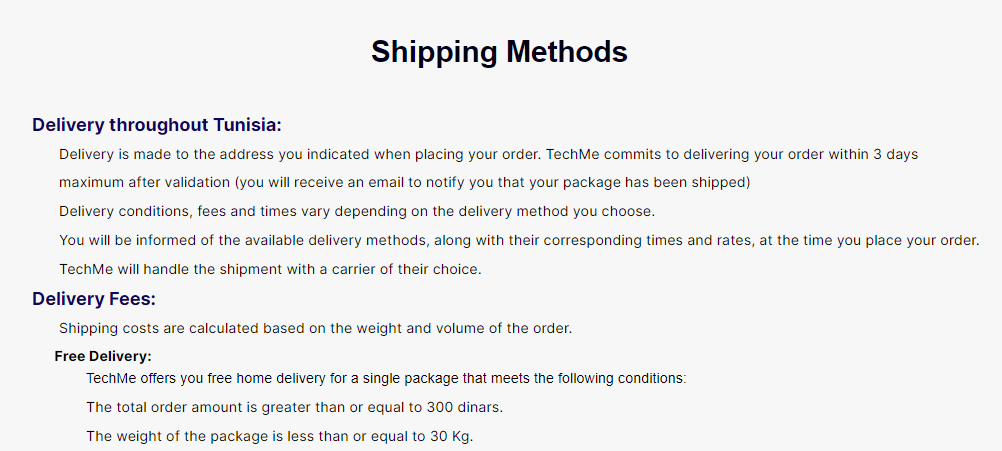 Shipping Methods
Delivery throughout Tunisia:
Delivery is made to the address you indicated when placing your order. TechMe commits to delivering your order within 3 days
maximum after validation (you will receive an email to notify you that your package has been shipped)
Delivery conditions, fees and times vary depending on the delivery method you choose.
You will be informed of the available delivery methods, along with their corresponding times and rates, at the time you place your order.
TechMe will handle the shipment with a carrier of their choice.
Delivery Fees:
Shipping costs are calculated based on the weight and volume of the order.
Free Delivery:
TechMe offers you free home delivery for a single package that meets the following conditions:
The total order amount is greater than or equal to 300 dinars.
The weight of the package is less than or equal to 30 Kg.